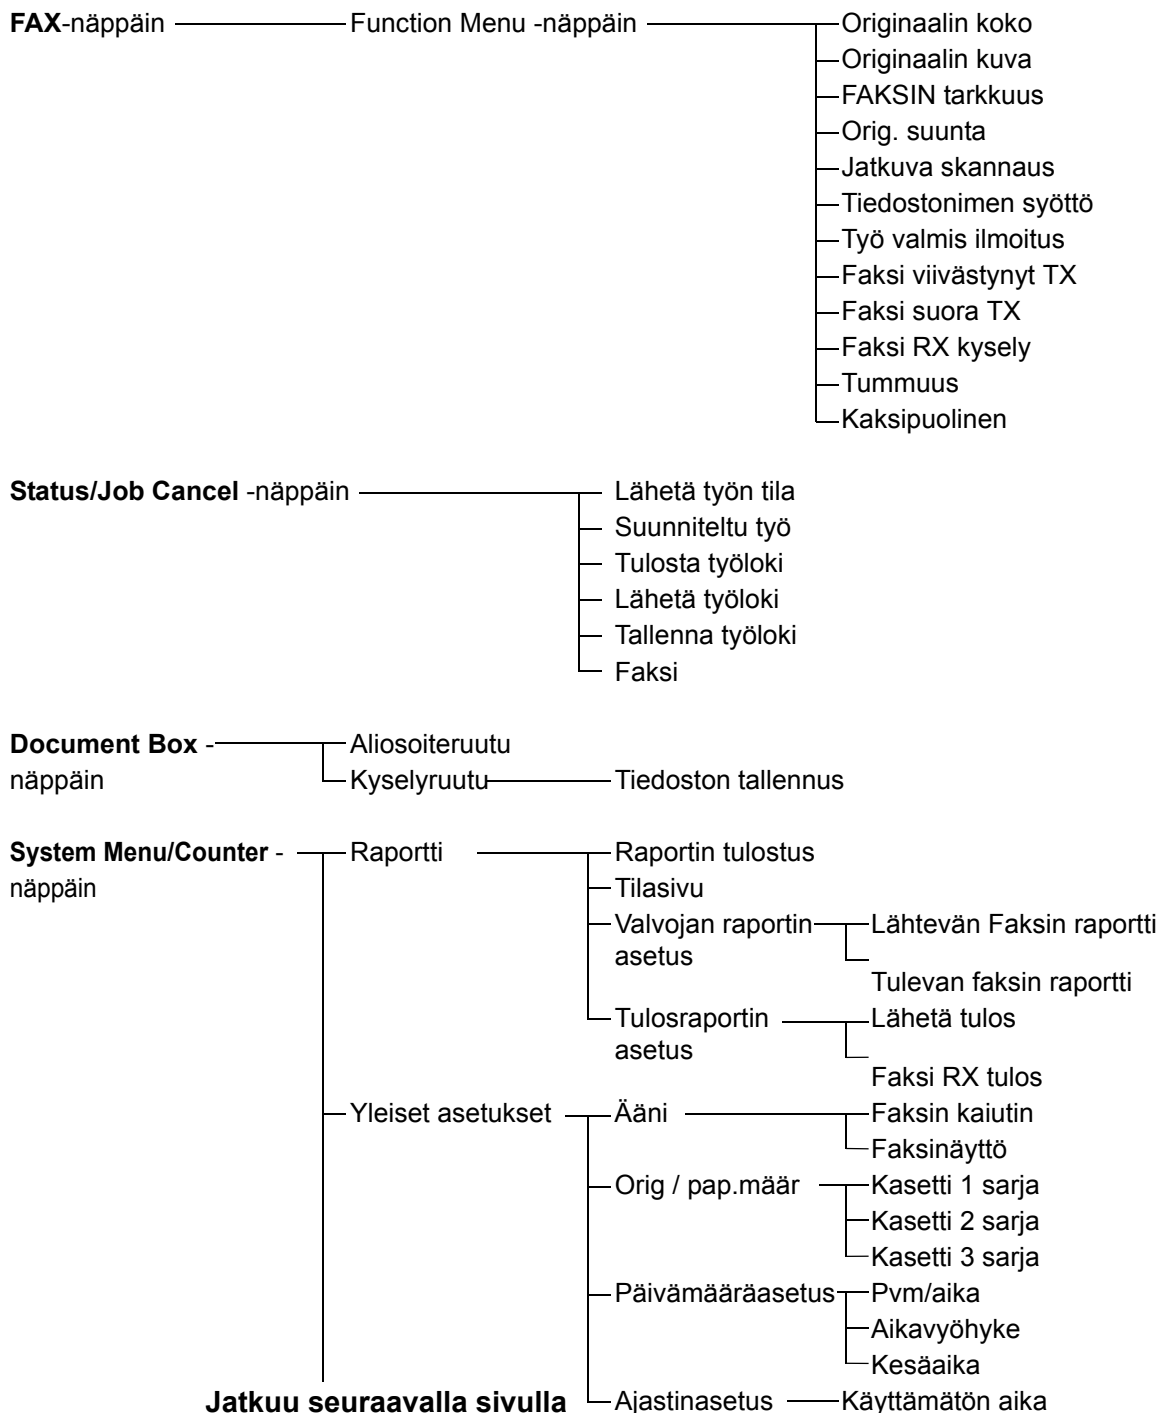 FAX-näppäin Function Menu -näppäin Originaalin koko
Originaalin kuva
FAKSIN tarkkuus
Orig. suunta
Jatkuva skannaus
Tiedostonimen syöttö
Työ valmis ilmoitus
Faksi viivästynyt TX
Faksi suora TX
Faksi RX kysely
Tummuus
Kaksipuolinen
Status/Job Cancel -näppäin Lähetä työn tila
Suunniteltu työ
Tulosta työloki
Lähetä työloki
Tallenna työloki
Faksi
Document Box - Aliosoiteruutu
näppäin Kyselyruutu Tiedoston tallennus
System Menu/Counter - Raportti Raportin tulostus
näppäin Tilasivu
Valvojan raportin Lähtevän Faksin raportti
asetus
Tulevan faksin raportti
Tulosraportin Lähetä tulos
asetus
Faksi RX tulos
Yleiset asetukset Ääni Faksin kaiutin
Faksinäyttö
Orig / pap.määr Kasetti 1 sarja
Kasetti 2 sarja
Kasetti 3 sarja
Päivämääräasetus Pvm/aika
Aikavyöhyke
Kesäaika
Jatkuu seuraavalla sivulla Ajastinasetus Käyttämätön aika